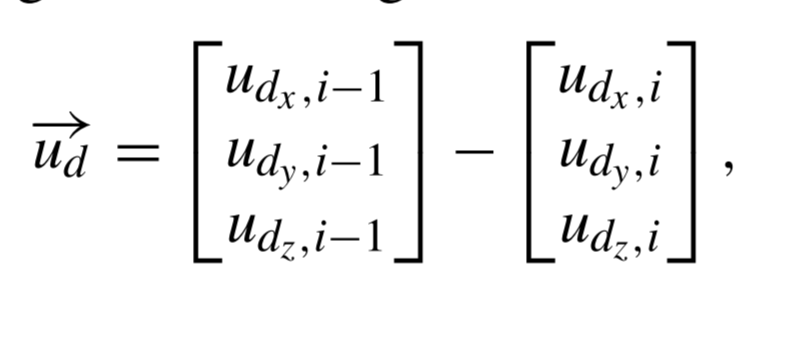 $\overrightarrow{u_d} = \begin{bmatrix} u_{d_x,i-1} \\ u_{d_y,i-1} \\ u_{d_z,i-1} \end{bmatrix} - \begin{bmatrix} u_{d_x,i} \\ u_{d_y,i} \\ u_{d_z,i} \end{bmatrix},$